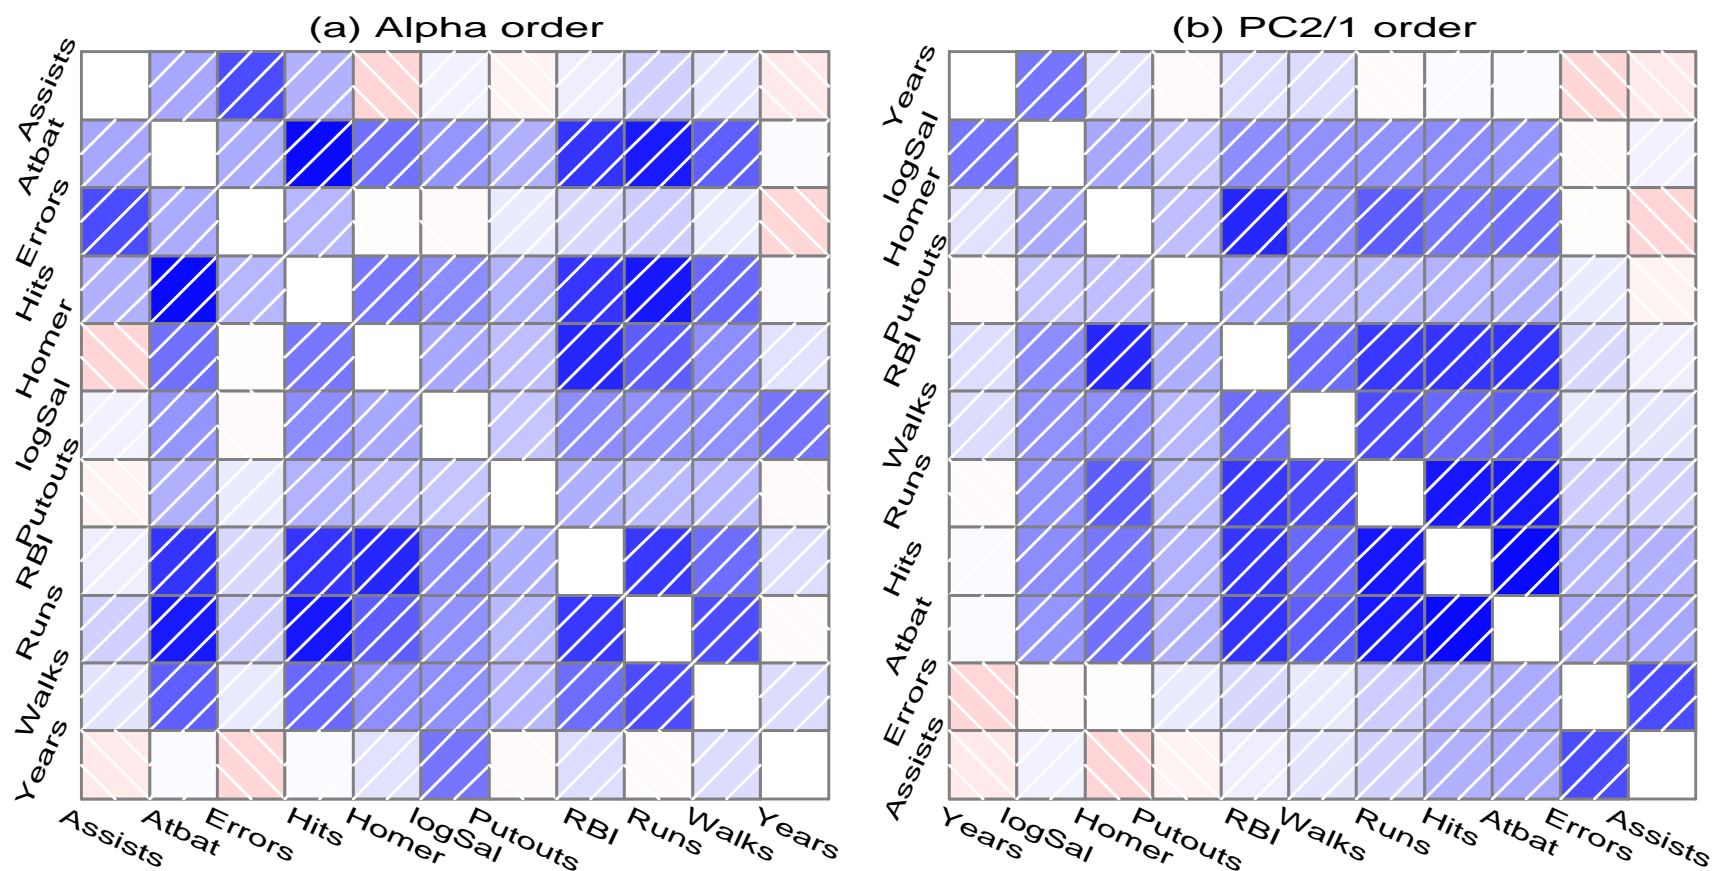 (a) Alpha order
Assists
Atbat
Errors
Hits
Homer
logSal
Putouts
RBI
Runs
Walks
Years
Assists
Atbat
Errors
Hits
Homer
logSal
Putouts
RBI
Runs
Walks
Years
(b) PC2/1 order
Years
logSal
Homer
Putouts
RBI
Walks
Runs
Hits
Atbat
Errors
Assists
Years
logSal
Homer
Putouts
RBI
Walks
Runs
Hits
Atbat
Errors
Assists